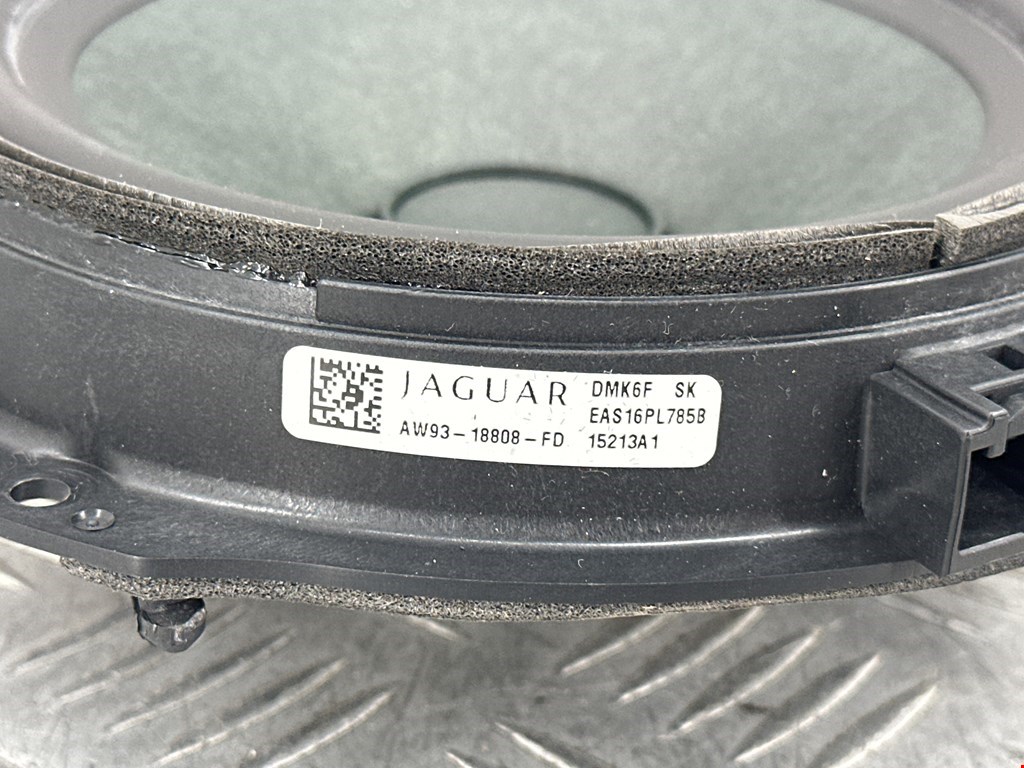 JAGUAR DMK6F SK
EAS16PL785B
AW93-18808-FD 15213A1